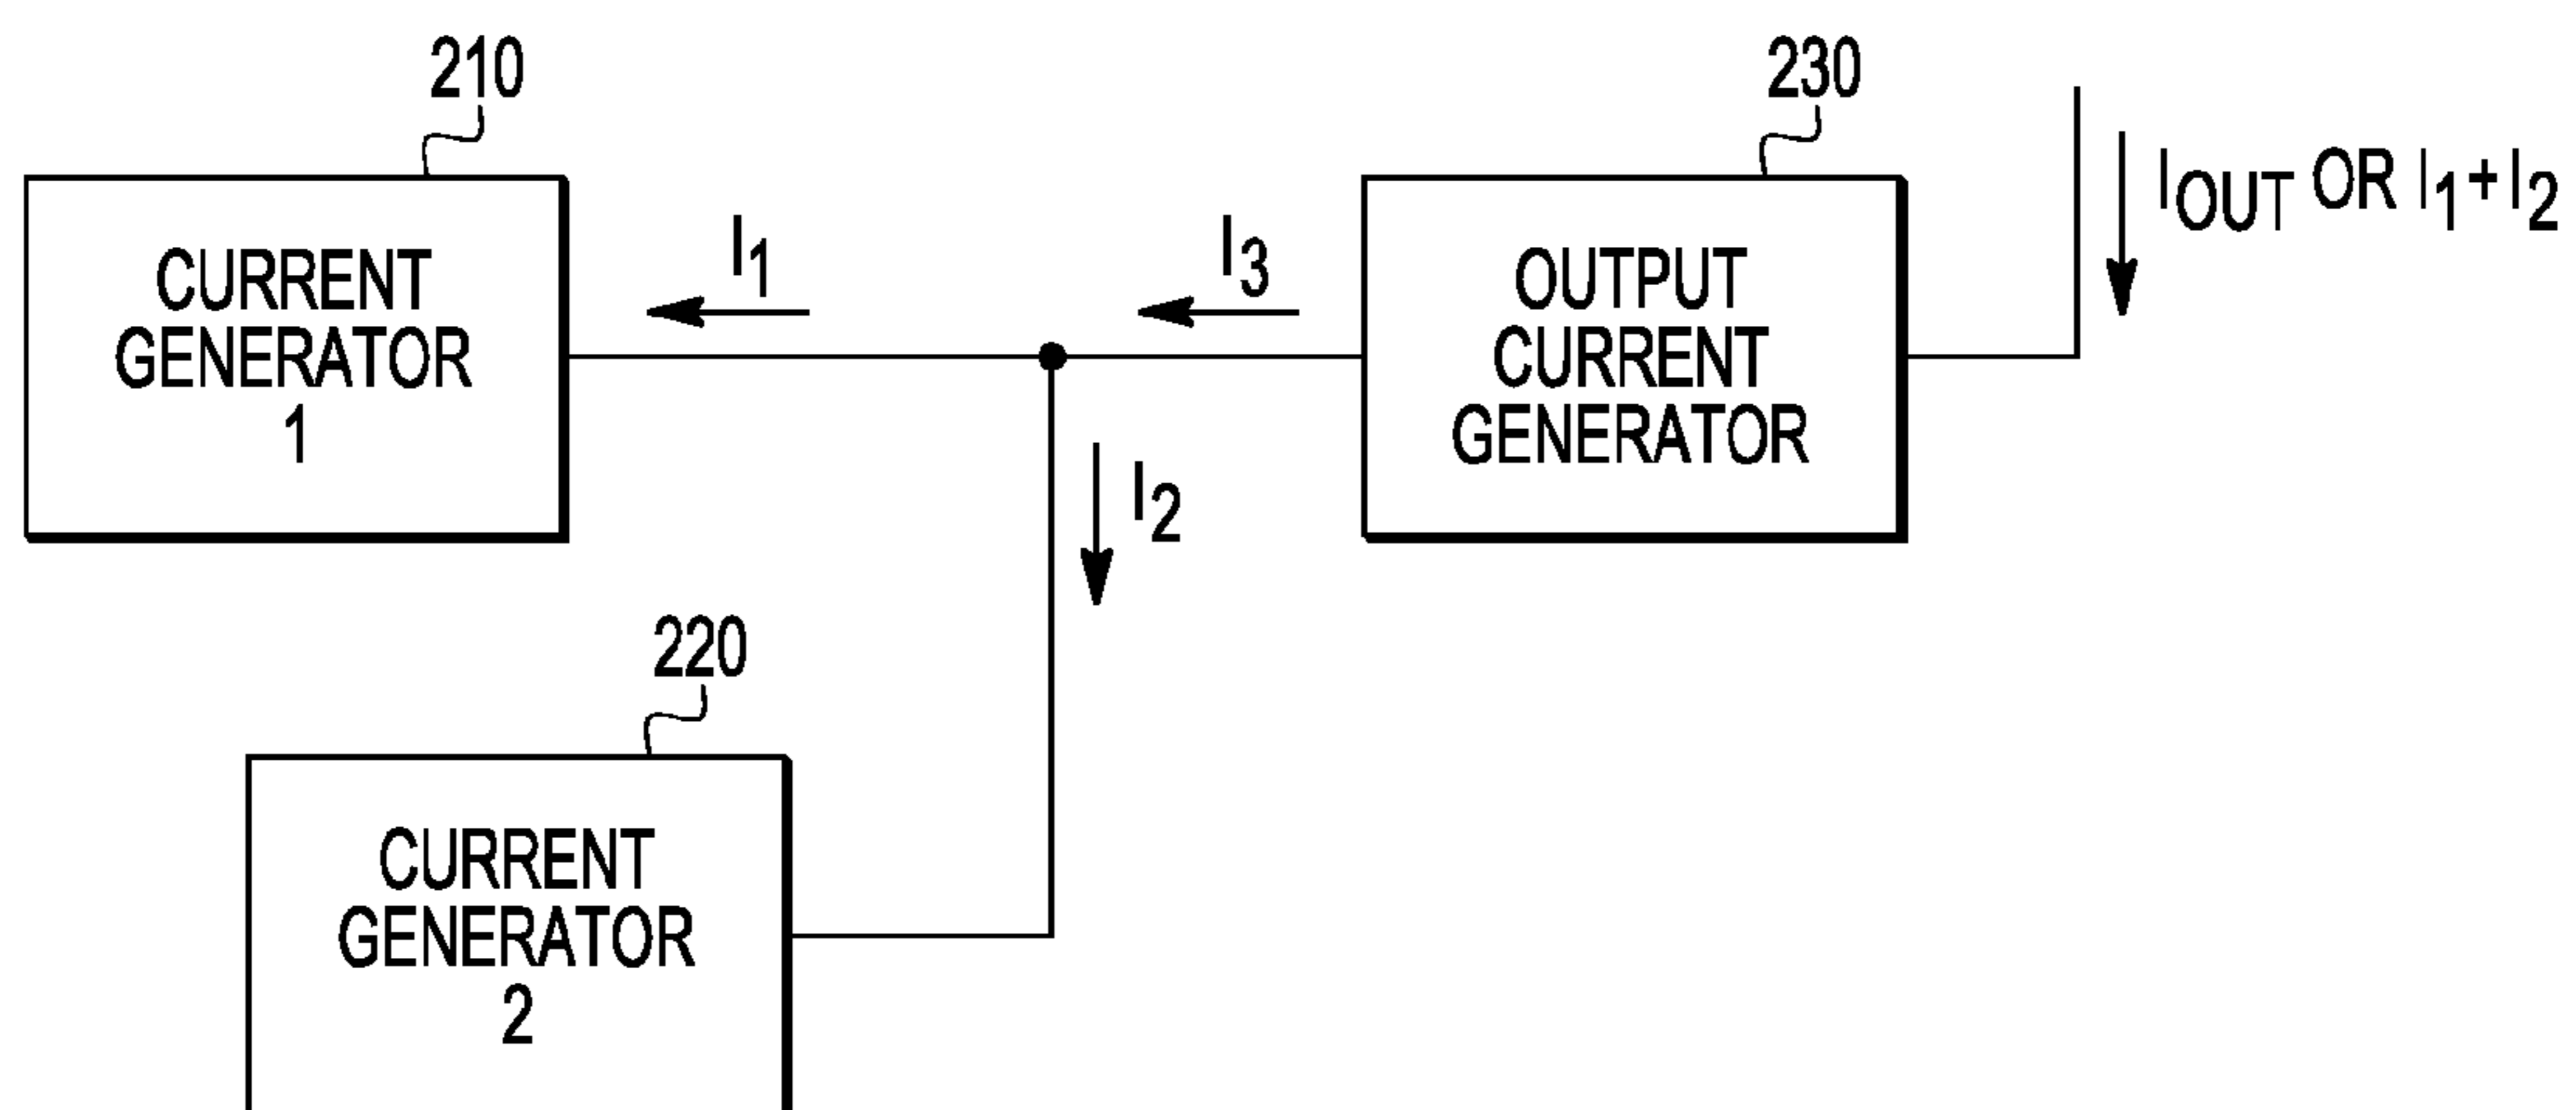 210
230
I1
I3
IOUT OR I1+I2
CURRENT
GENERATOR
1
OUTPUT
CURRENT
GENERATOR
I2
220
CURRENT
GENERATOR
2